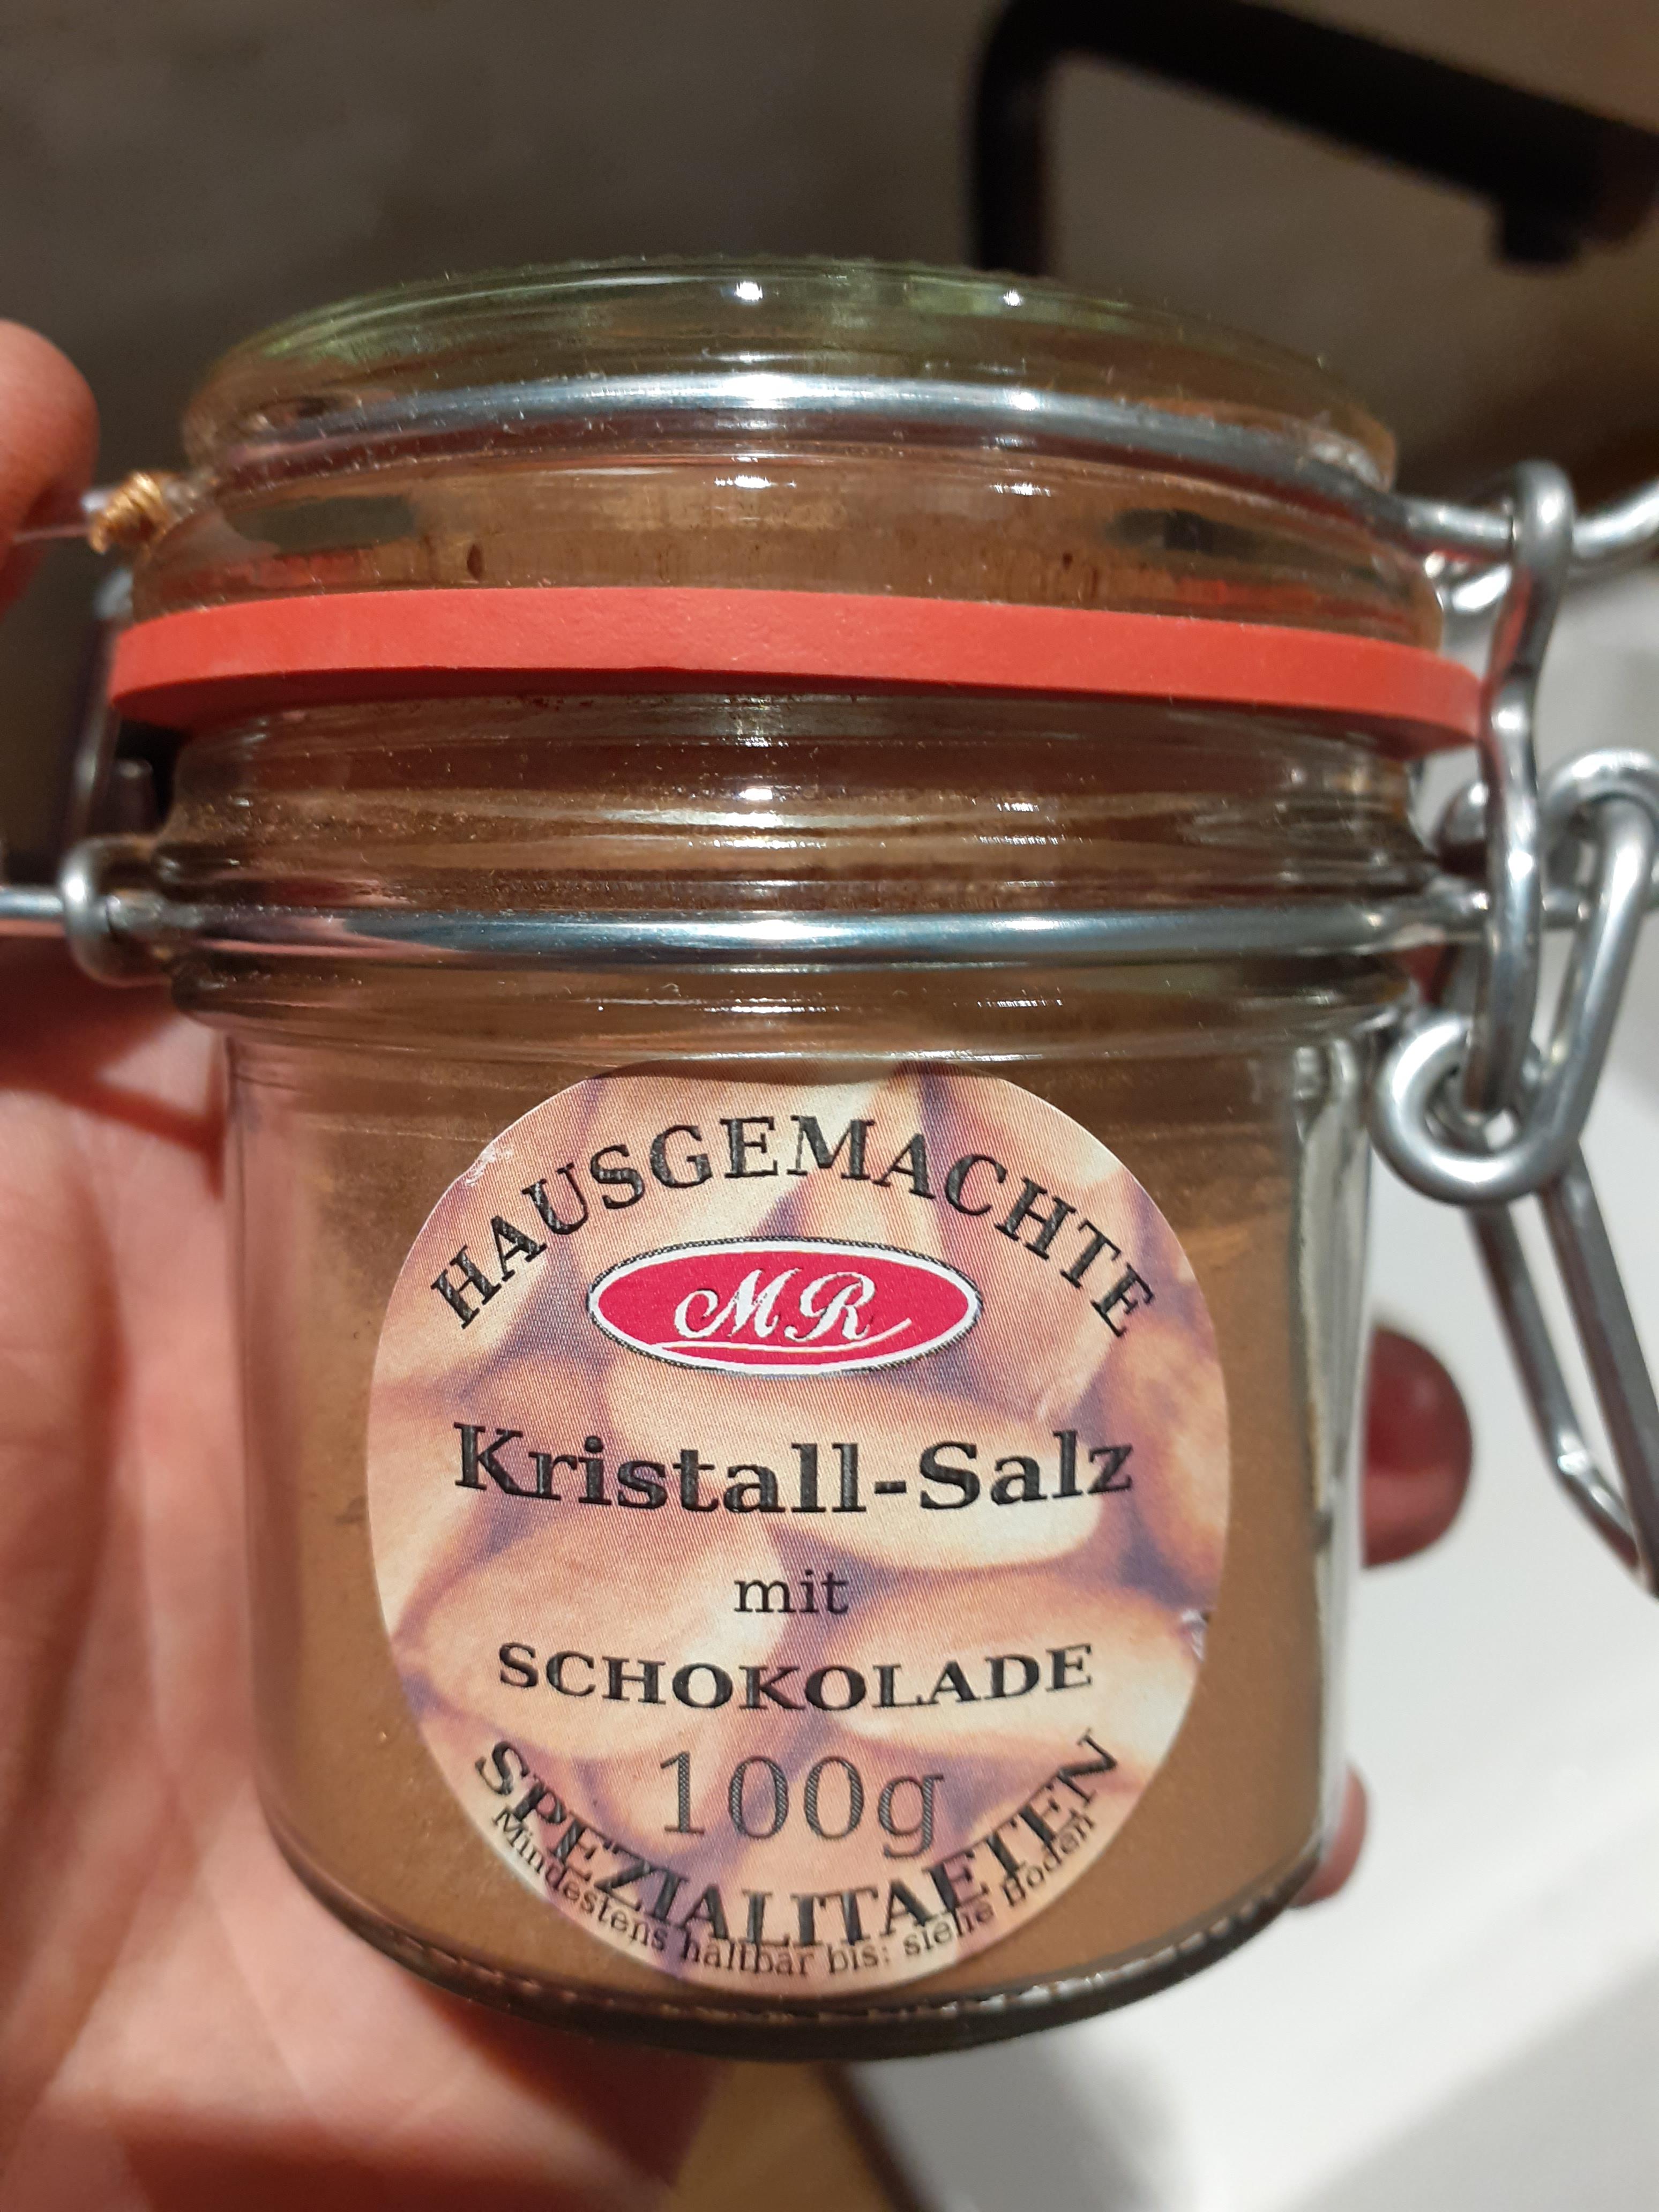 HAUSGEMACHTE
MR
Kristall-Salz
mit
SCHOKOLADE
100g
SPEZIALITAETEN
Mindestens haltbar bis: siehe Boden